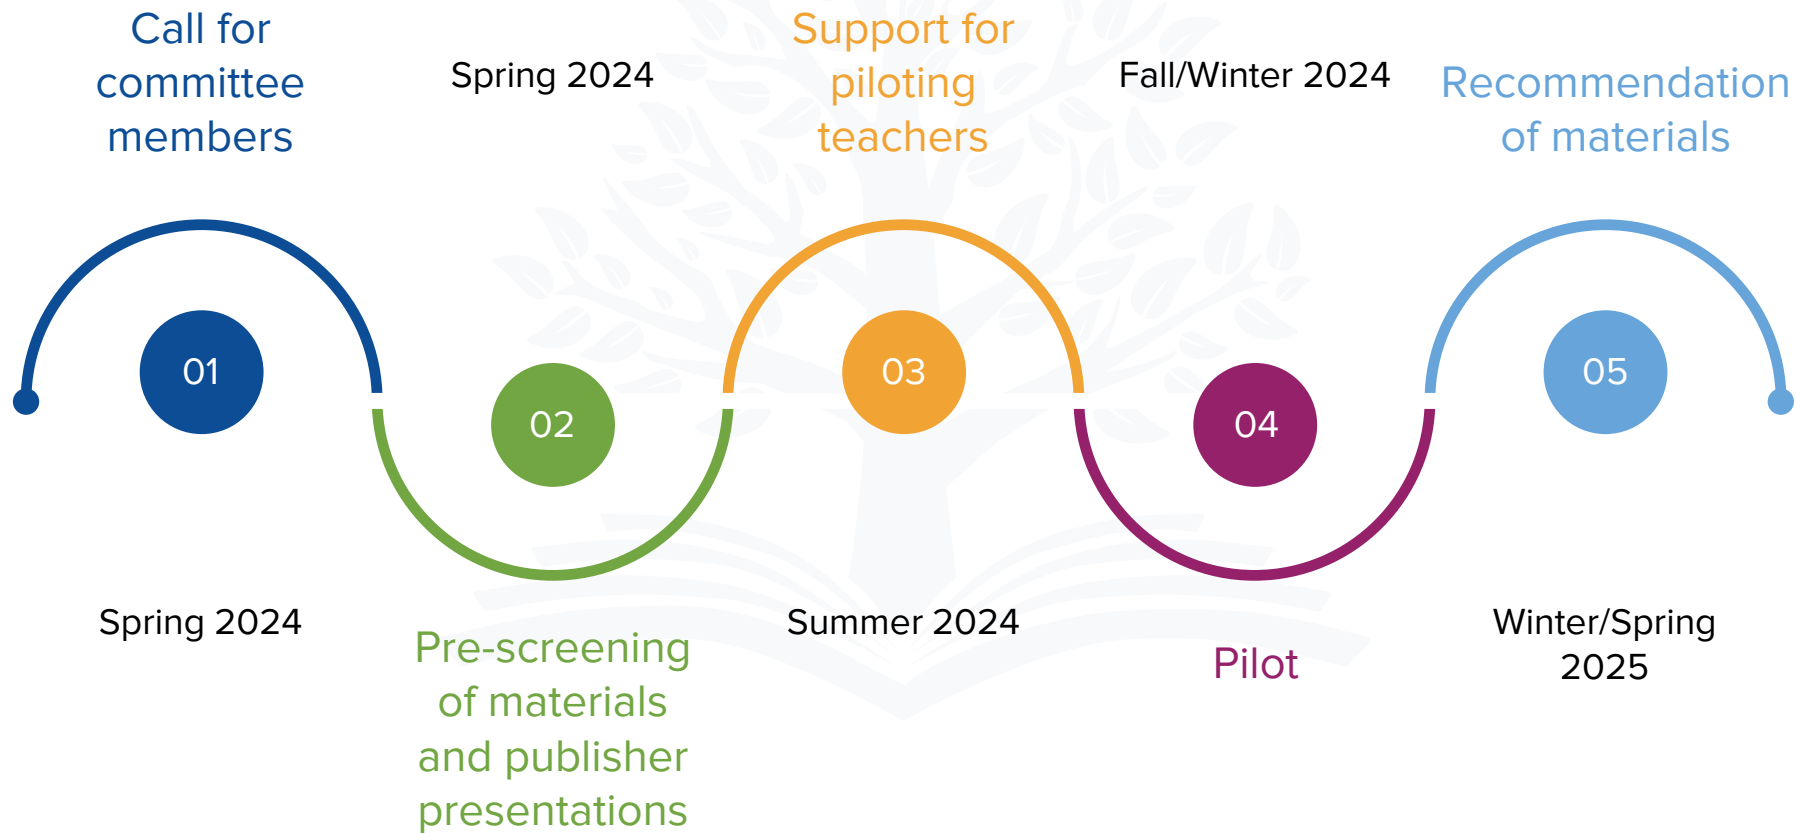 Call for
committee
members
01
Spring 2024
Spring 2024
02
Pre-screening
of materials
and publisher
presentations
Support for
piloting
teachers
03
Summer 2024
Fall/Winter 2024
04
Pilot
Recommendation
of materials
05
Winter/Spring
2025